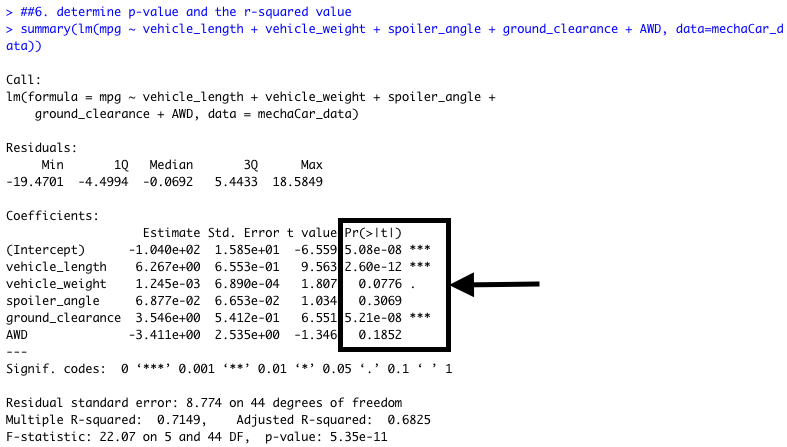 > ##6. determine p-value and the r-squared value
> summary(lm(mpg ~ vehicle_length + vehicle_weight + spoiler_angle + ground_clearance + AWD, data=mechaCar_d
ata))
Call:
lm(formula = mpg ~ vehicle_length + vehicle_weight + spoiler_angle +
    ground_clearance + AWD, data = mechaCar_data)
Residuals:
     Min       1Q   Median       3Q      Max
-19.4701  -4.4994  -0.0692   5.4433  18.5849
Coefficients:
                   Estimate Std. Error t value Pr(>|t|)
(Intercept)      -1.040e+02  1.585e+01  -6.559 5.08e-08 ***
vehicle_length    6.267e+00  6.553e-01   9.563 2.60e-12 ***
vehicle_weight    1.245e-03  6.890e-04   1.807   0.0776 .
spoiler_angle     6.877e-02  6.653e-02   1.034   0.3069
ground_clearance  3.546e+00  5.412e-01   6.551 5.21e-08 ***
AWD              -3.411e+00  2.535e+00  -1.346   0.1852
---
Signif. codes:  0 ‘***’ 0.001 ‘**’ 0.01 ‘*’ 0.05 ‘.’ 0.1 ‘ ’ 1
Residual standard error: 8.774 on 44 degrees of freedom
Multiple R-squared:  0.7149,    Adjusted R-squared:  0.6825
F-statistic: 22.07 on 5 and 44 DF,  p-value: 5.35e-11